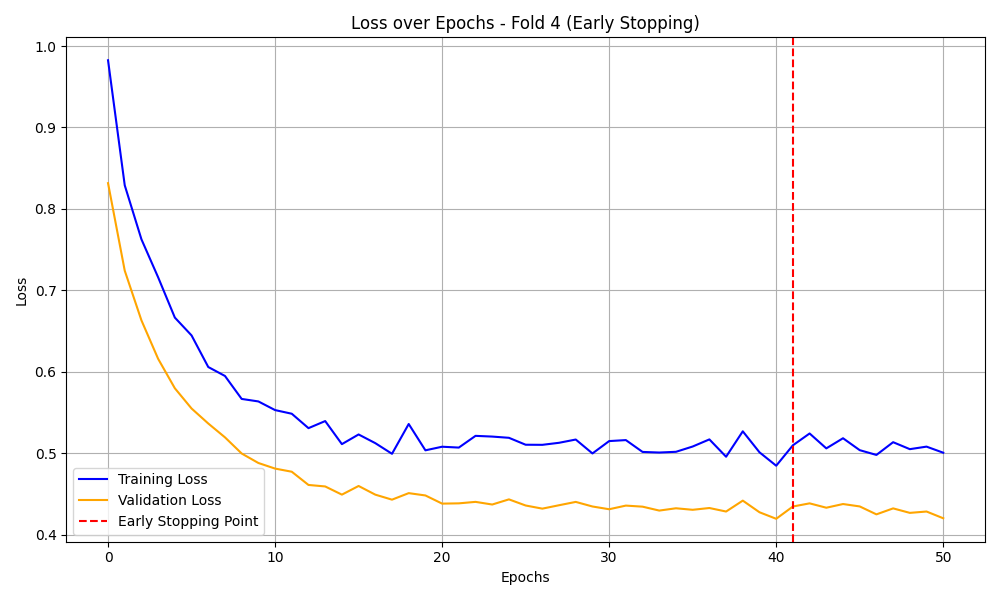 Loss over Epochs - Fold 4 (Early Stopping)
1.0
0.9
0.8
0.7
0.6
0.5
0.4
Loss
Training Loss
Validation Loss
Early Stopping Point
0 10 20 30 40 50
Epochs